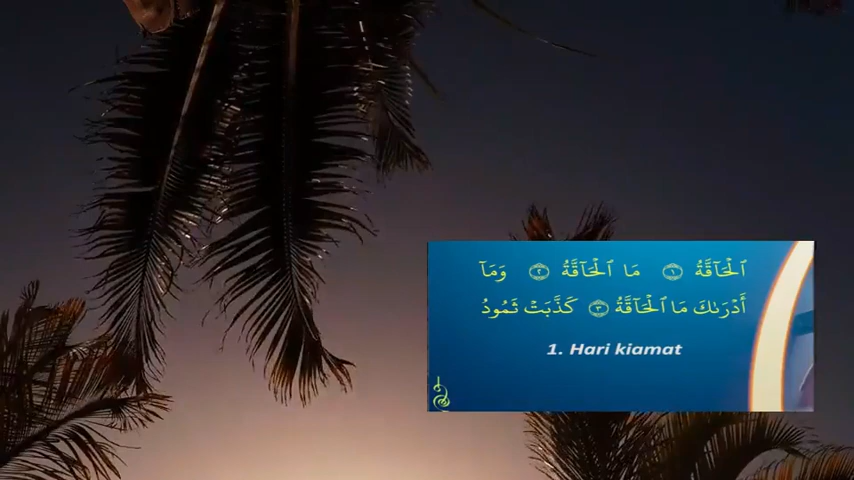 ٱلْحَآقَّةُ ١ مَا ٱلْحَآقَّةُ ٢ وَمَآ
أَدْرَىٰكَ مَا ٱلْحَآقَّةُ ٣ كَذَّبَتْ ثَمُودُ
1. Hari kiamat